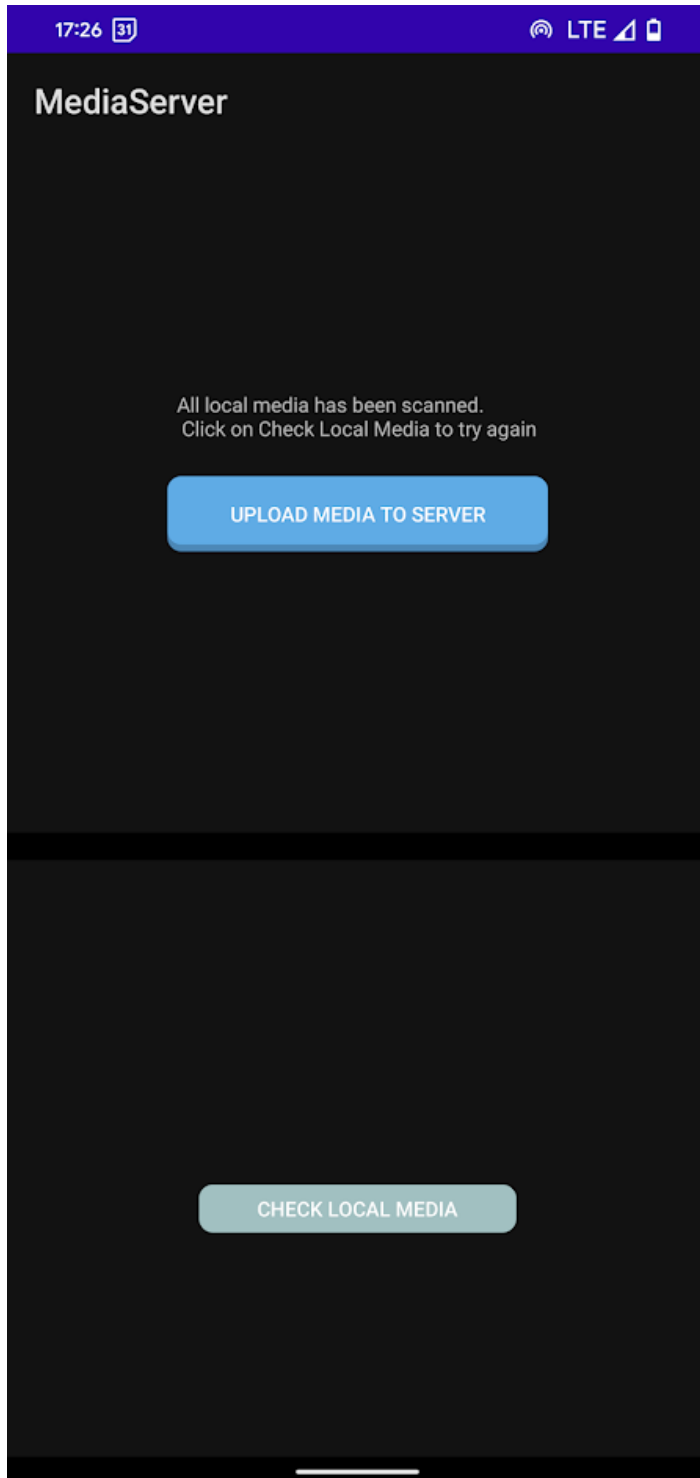 17:26 31 LTE
MediaServer
All local media has been scanned.
Click on Check Local Media to try again
UPLOAD MEDIA TO SERVER
CHECK LOCAL MEDIA